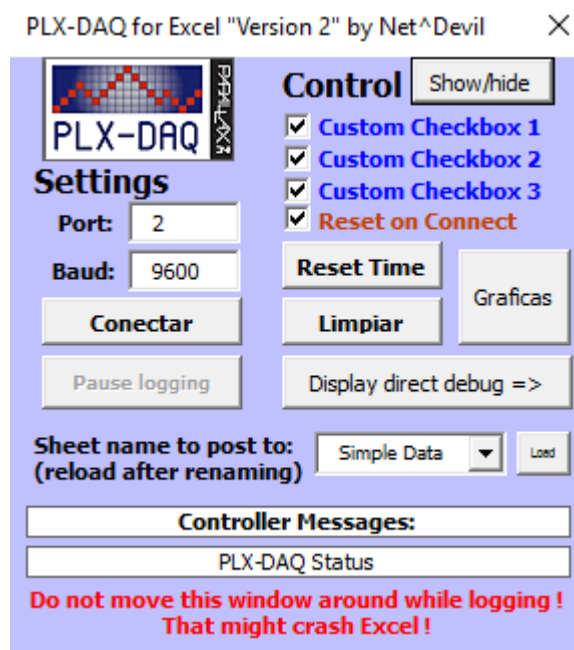 PLX-DAQ for Excel "Version 2" by Net^Devil
PLX-DAQ
PARALLAX
Control
Show/hide
Custom Checkbox 1
Custom Checkbox 2
Custom Checkbox 3
Reset on Connect
Settings
Port: 2
Baud: 9600
Reset Time
Graficas
Conectar
Limpiar
Pause logging
Display direct debug =>
Sheet name to post to:
(reload after renaming)
Simple Data
Load
Controller Messages:
PLX-DAQ Status
Do not move this window around while logging !
That might crash Excel !